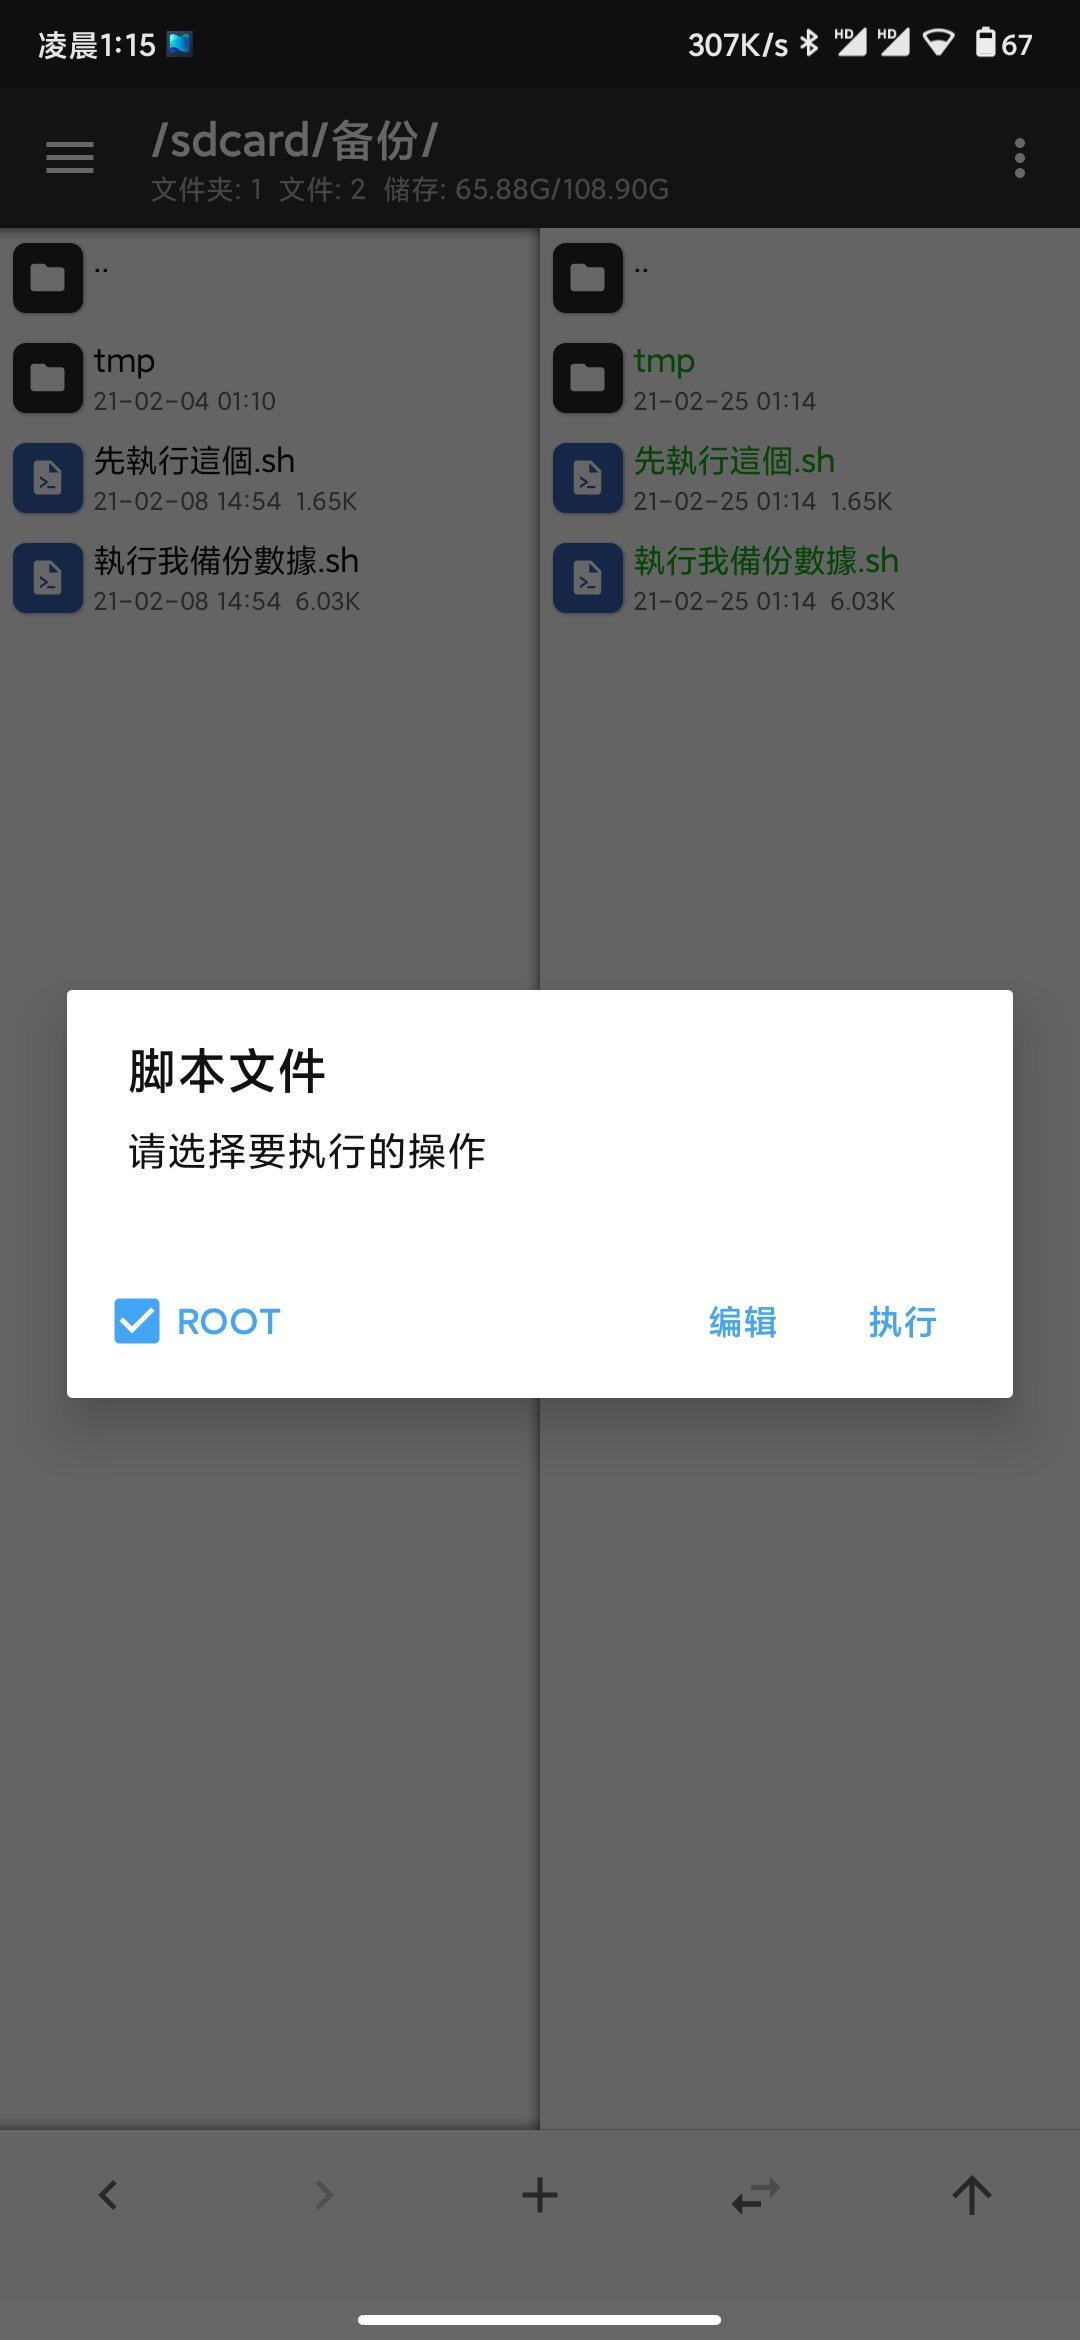 凌晨1:15
307K/s HD HD 67
/sdcard/备份/
文件夹: 1 文件: 2 储存: 65.88G/108.90G
..
tmp
21-02-04 01:10
先執行這個.sh
21-02-08 14:54 1.65K
執行我備份數據.sh
21-02-08 14:54 6.03K
..
tmp
21-02-25 01:14
先執行這個.sh
21-02-25 01:14 1.65K
執行我備份數據.sh
21-02-25 01:14 6.03K
脚本文件
请选择要执行的操作
ROOT 编辑 执行